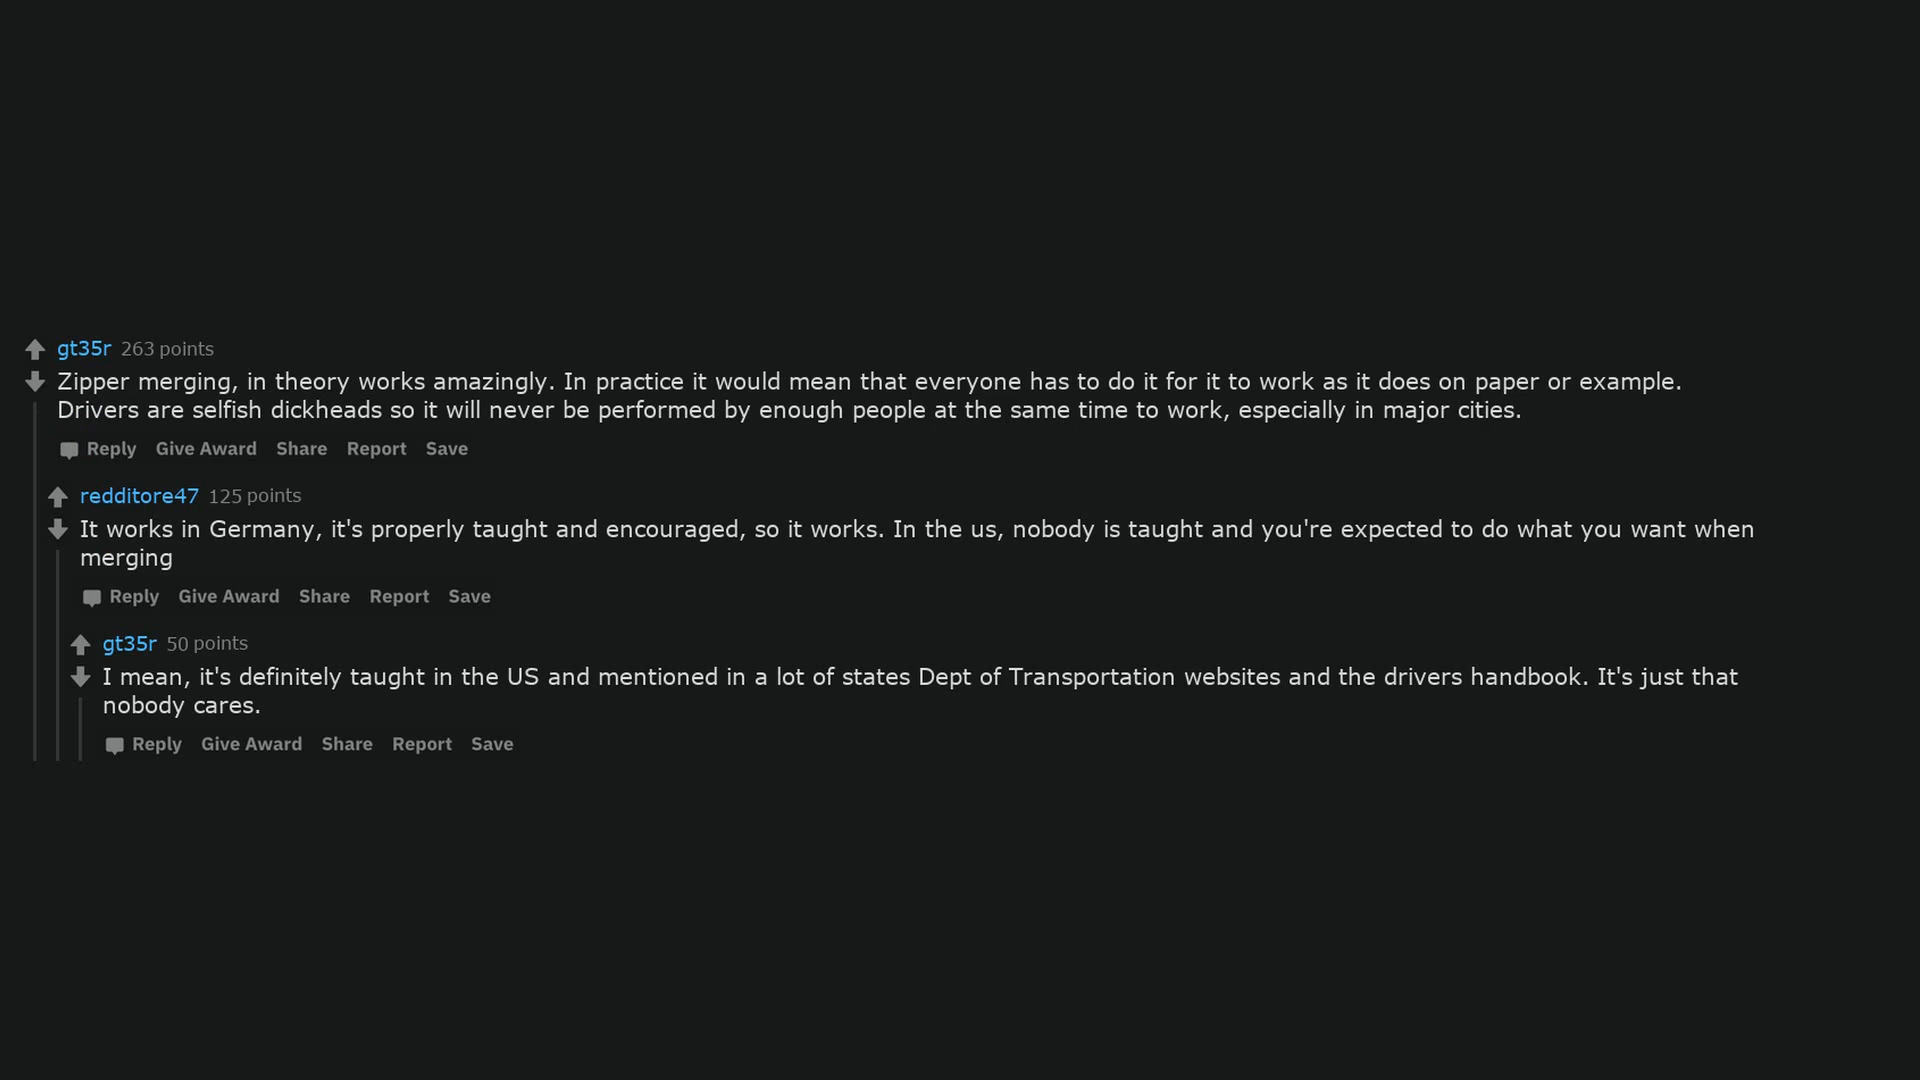 gt35r 263 points
Zipper merging, in theory works amazingly. In practice it would mean that everyone has to do it for it to work as it does on paper or example.
Drivers are selfish dickheads so it will never be performed by enough people at the same time to work, especially in major cities.
Reply Give Award Share Report Save
redditore47 125 points
It works in Germany, it's properly taught and encouraged, so it works. In the us, nobody is taught and you're expected to do what you want when
merging
Reply Give Award Share Report Save
gt35r 50 points
I mean, it's definitely taught in the US and mentioned in a lot of states Dept of Transportation websites and the drivers handbook. It's just that
nobody cares.
Reply Give Award Share Report Save